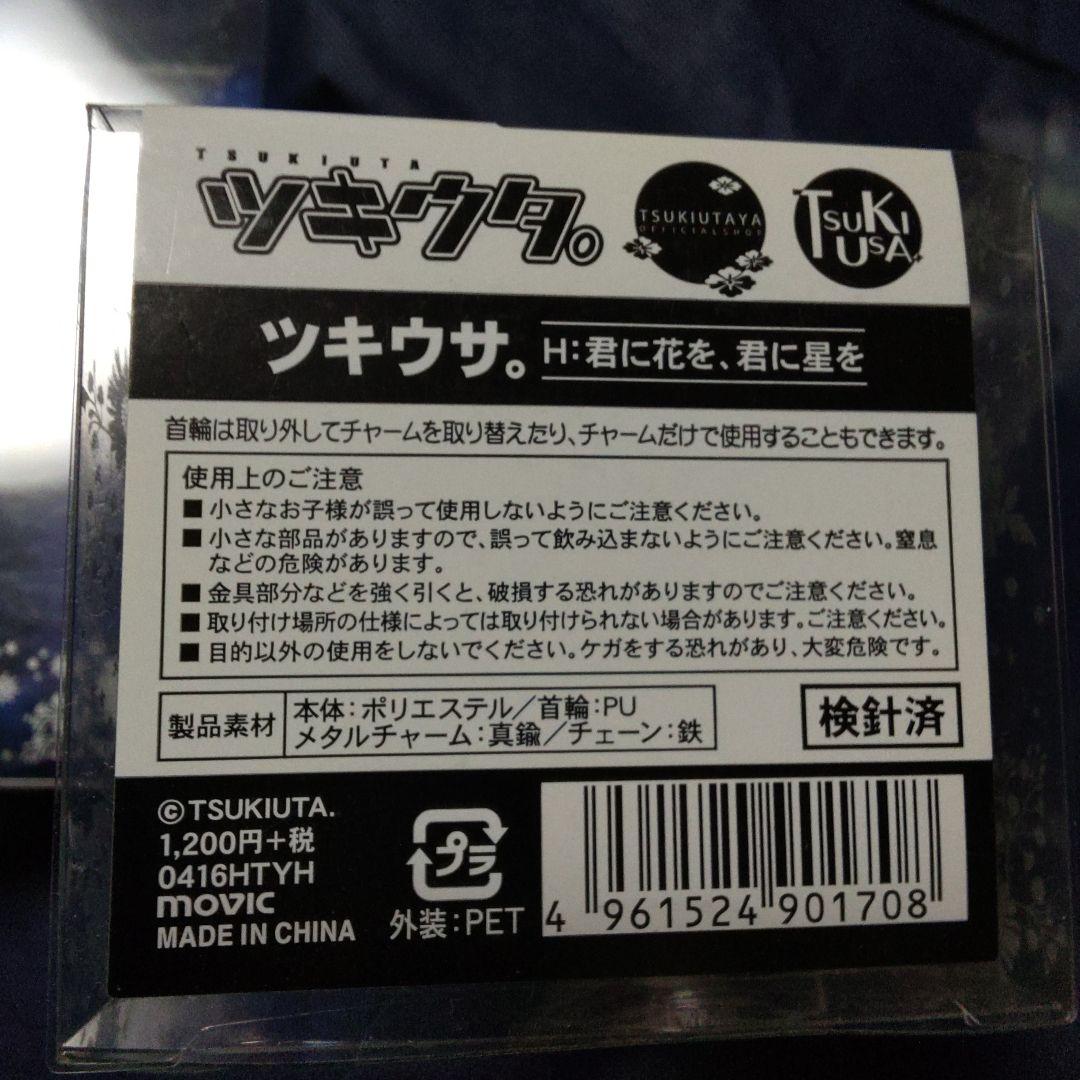 TSUKIUTA
ツキウタ。
TSUKIUTAYA
OFFICIALSHOP
TSUKI
USA.
ツキウサ。 H:君に花を、君に星を
首輪は取り外してチャームを取り替えたり、チャームだけで使用することもできます。
使用上のご注意
■ 小さなお子様が誤って使用しないようにご注意ください。
■ 小さな部品がありますので、誤って飲み込まないようにご注意ください。窒息
などの危険があります。
■ 金具部分などを強く引くと、破損する恐れがありますのでご注意ください。
■ 取り付け場所の仕様によっては取り付けられない場合があります。ご注意ください。
■ 目的以外の使用をしないでください。ケガをする恐れがあり、大変危険です。
製品素材
本体:ポリエステル/首輪:PU
メタルチャーム:真鍮/チェーン:鉄
検針済
©TSUKIUTA.
1,200円+税
0416HTYH
movic
MADE IN CHINA
プラ
外装:PET
4 961524 901708